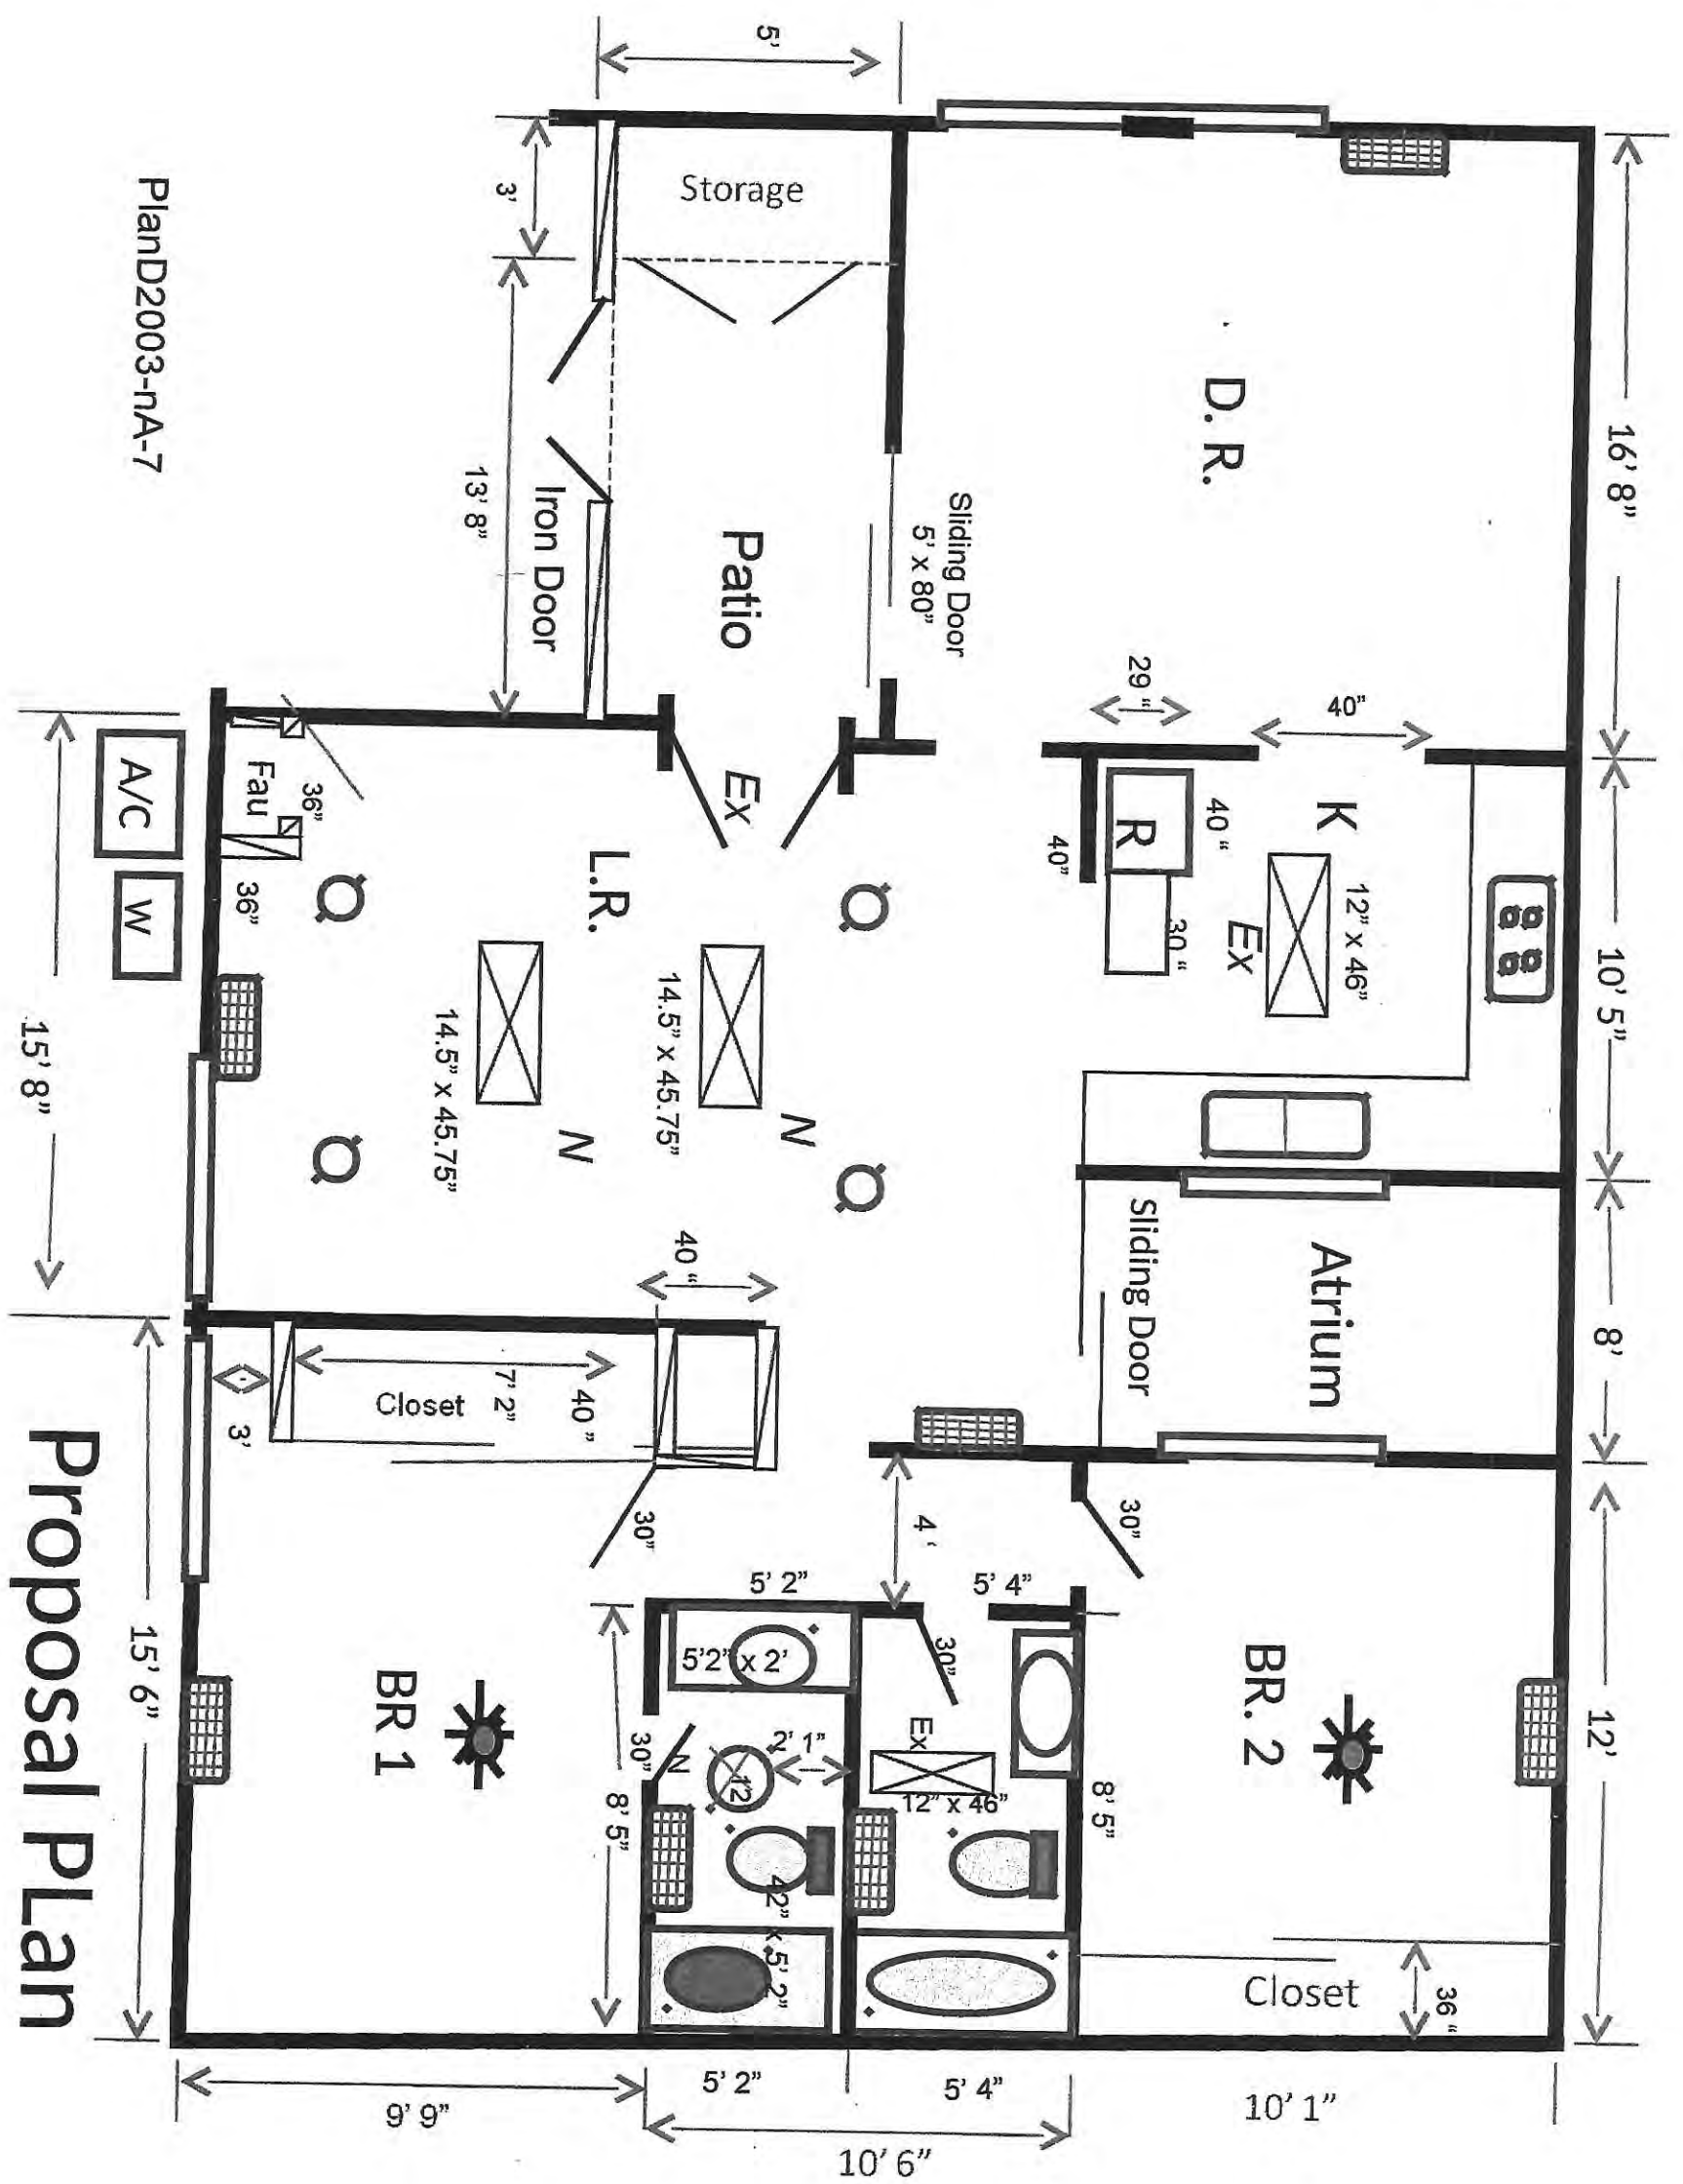 16' 8"
10' 5"
8'
12'
D. R.
K
12" x 46"
Ex
40"
29 "
40 "
R
30 "
40"
Atrium
Sliding Door
BR. 2
Closet
36 "
10' 1"
30"
Sliding Door
5' x 80"
5'
Storage
Patio
Iron Door
3'
13' 8"
Ex
L.R.
N
14.5" x 45.75"
N
14.5" x 45.75"
Fau
36"
36"
A/C
W
15' 8"
40 "
40 "
7' 2"
Closet
3'
30"
4 '
5' 2"
5' 4"
30"
Ex
12" x 46"
8' 5"
5'2" x 2'
2' 1"
12
N
30"
42" x 5' 2"
8' 5"
BR 1
15' 6"
9' 9"
5' 2"
5' 4"
10' 6"
PlanD2003-nA-7
Proposal PLan